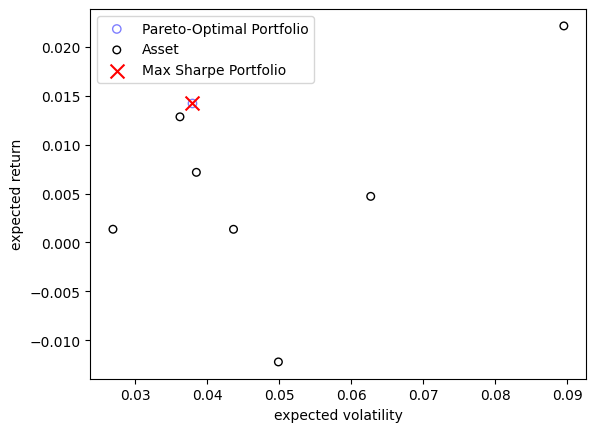 Pareto-Optimal Portfolio
Asset
Max Sharpe Portfolio
0.020
0.015
0.010
0.005
0.000
−0.005
−0.010
expected return
0.03 0.04 0.05 0.06 0.07 0.08 0.09
expected volatility